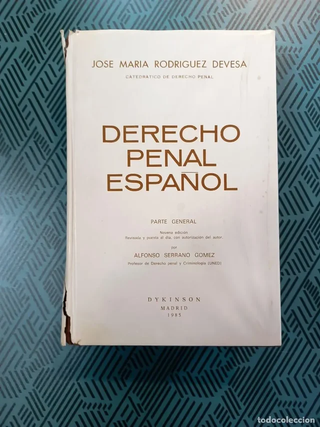 JOSE MARIA RODRIGUEZ DEVESA
CATEDRATICO DE DERECHO PENAL
DERECHO
PENAL
ESPAÑOL
PARTE GENERAL
Novena edición
Revisada y puesta al día, con autorización del autor
por
ALFONSO SERRANO GOMEZ
Profesor de Derecho penal y Criminología (UNED)
DYKINSON
MADRID
1985
todocoleccion